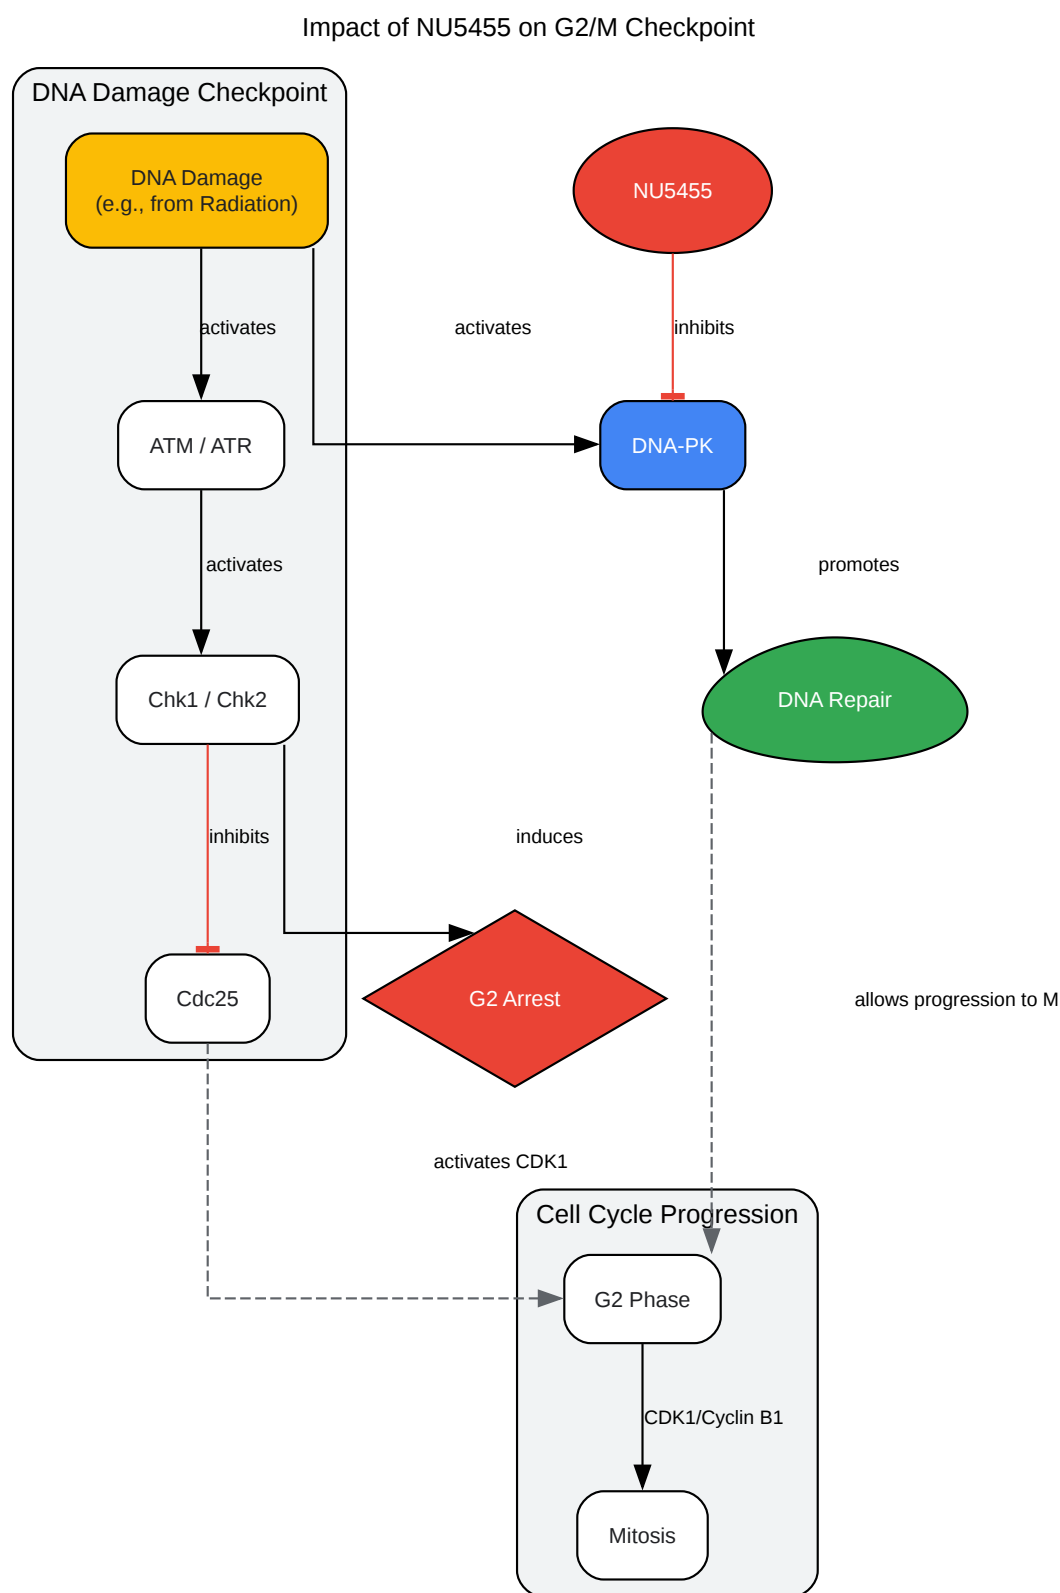 Impact of NU5455 on G2/M Checkpoint
DNA Damage Checkpoint
DNA Damage
(e.g., from Radiation)
NU5455
activates
activates
inhibits
ATM / ATR
DNA-PK
activates
promotes
Chk1 / Chk2
DNA Repair
inhibits
induces
Cdc25
G2 Arrest
allows progression to M
activates CDK1
Cell Cycle Progression
G2 Phase
CDK1/Cyclin B1
Mitosis